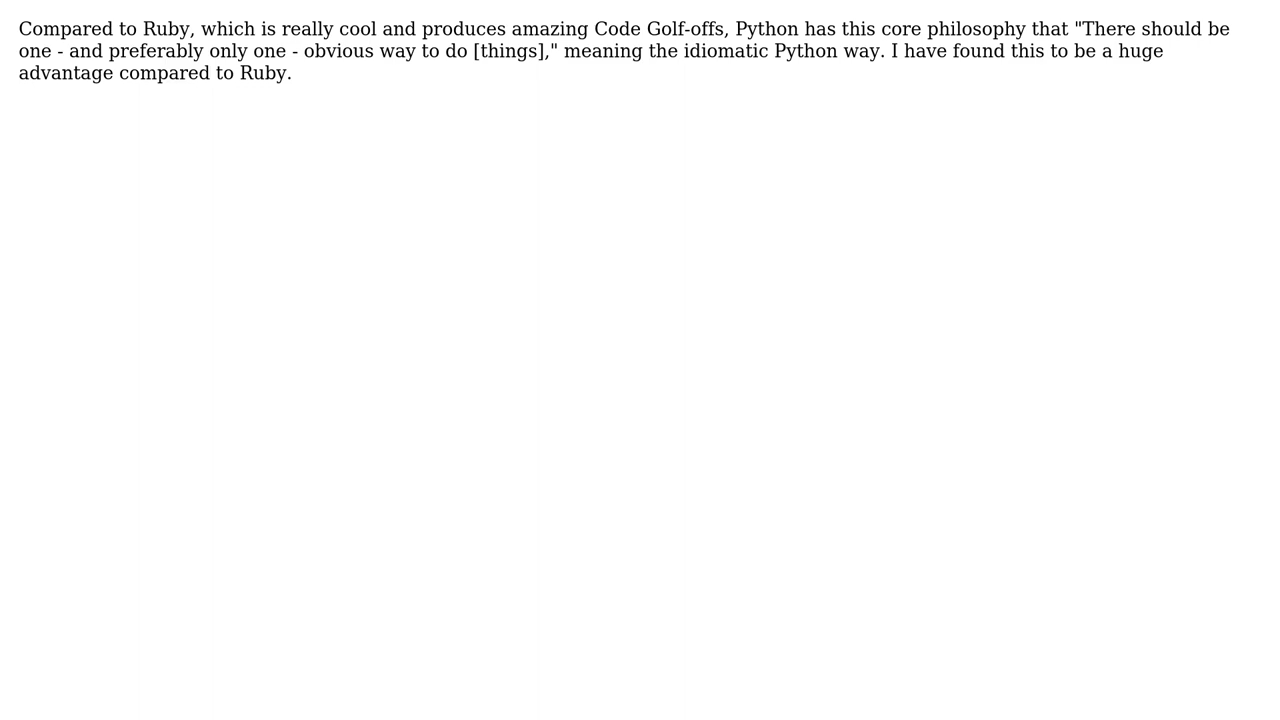 Compared to Ruby, which is really cool and produces amazing Code Golf-offs, Python has this core philosophy that "There should be
one - and preferably only one - obvious way to do [things]," meaning the idiomatic Python way. I have found this to be a huge
advantage compared to Ruby.